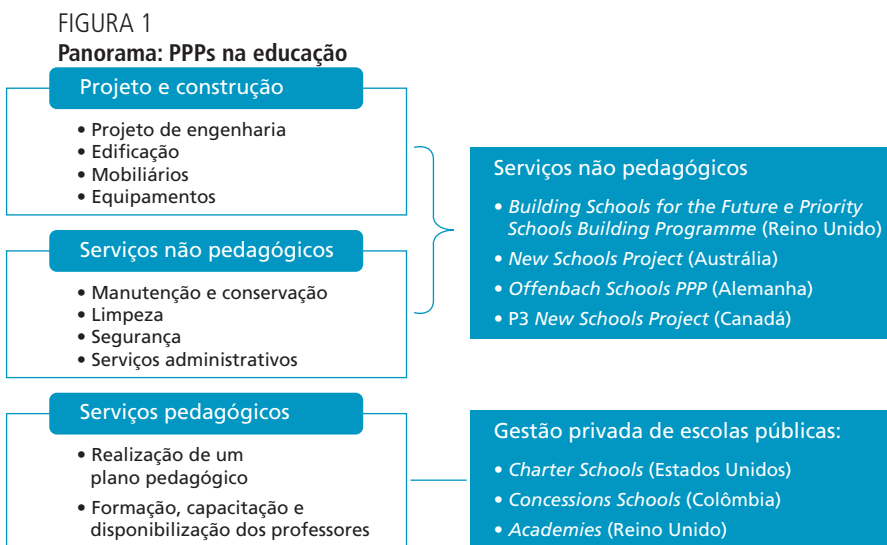 FIGURA 1
Panorama: PPPs na educação
Projeto e construção
• Projeto de engenharia
• Edificação
• Mobiliários
• Equipamentos
Serviços não pedagógicos
• Manutenção e conservação
• Limpeza
• Segurança
• Serviços administrativos
Serviços pedagógicos
• Realização de um
plano pedagógico
• Formação, capacitação e
disponibilização dos professores
Serviços não pedagógicos
• Building Schools for the Future e Priority
Schools Building Programme (Reino Unido)
• New Schools Project (Austrália)
• Offenbach Schools PPP (Alemanha)
• P3 New Schools Project (Canadá)
Gestão privada de escolas públicas:
• Charter Schools (Estados Unidos)
• Concessions Schools (Colômbia)
• Academies (Reino Unido)